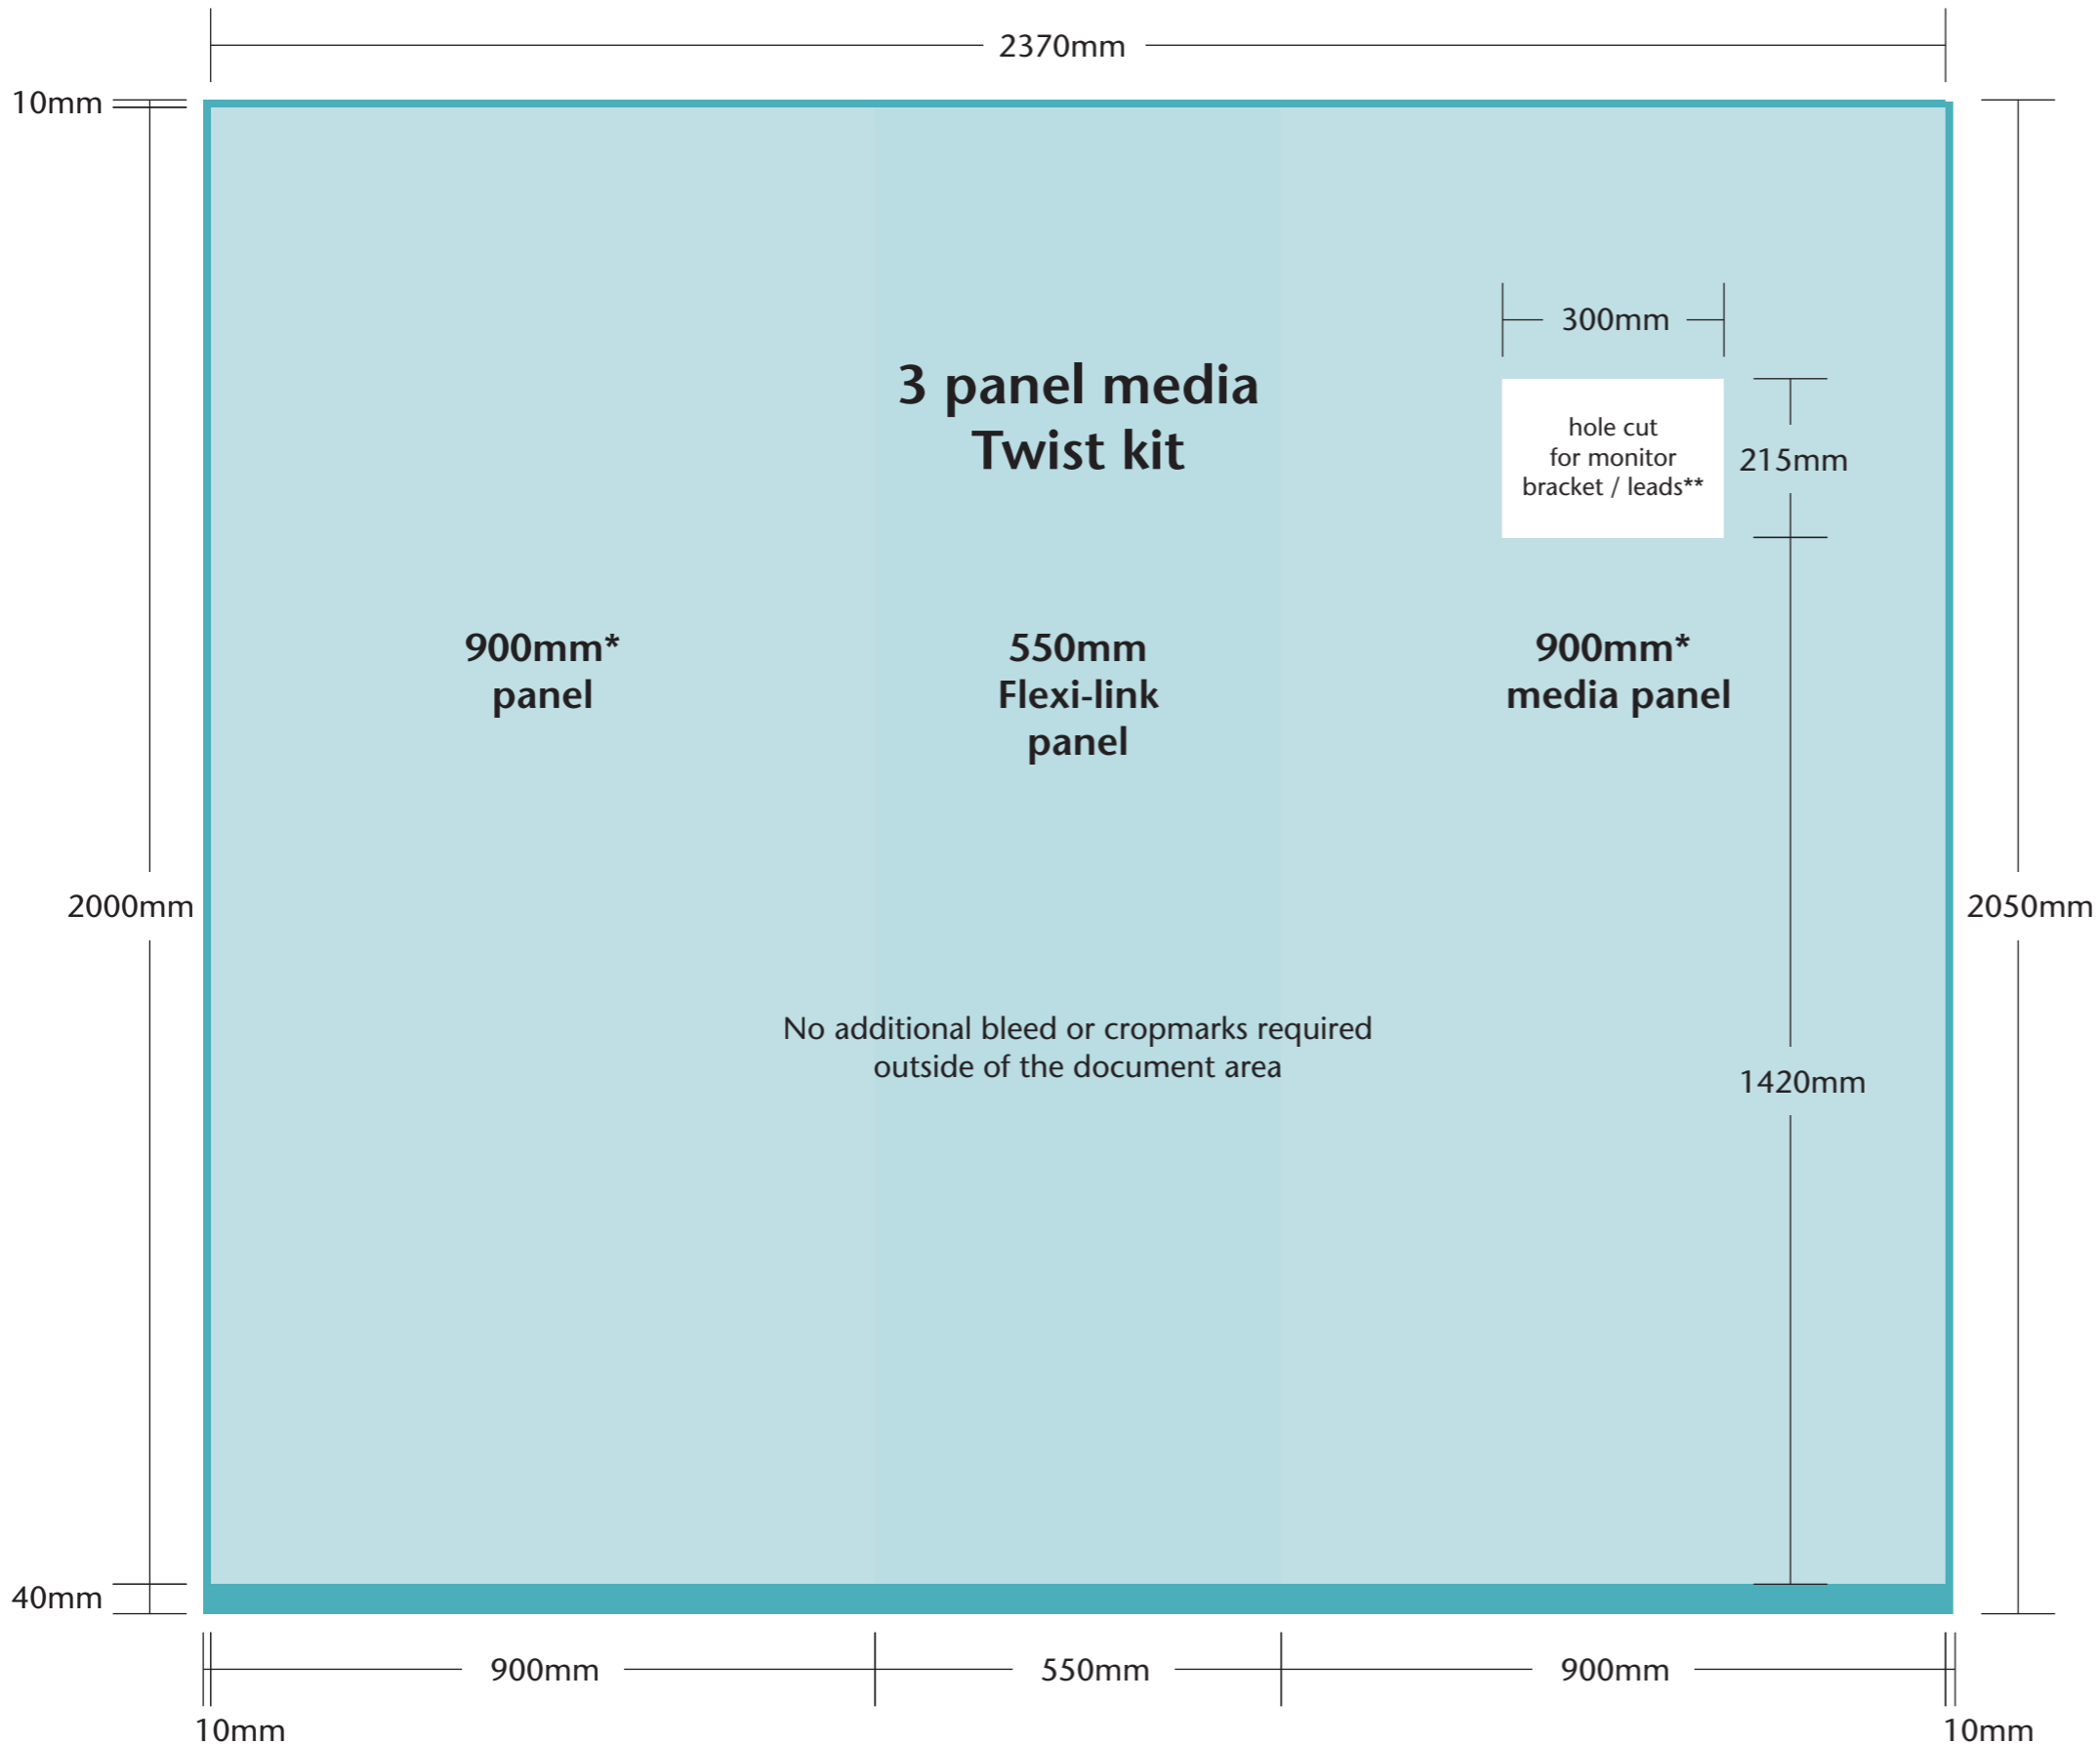 2370mm
10mm
300mm
3 panel media
Twist kit
hole cut
for monitor
bracket / leads**
215mm
900mm*
panel
550mm
Flexi-link
panel
900mm*
media panel
2000mm
2050mm
No additional bleed or cropmarks required
outside of the document area
1420mm
40mm
900mm
550mm
900mm
10mm
10mm